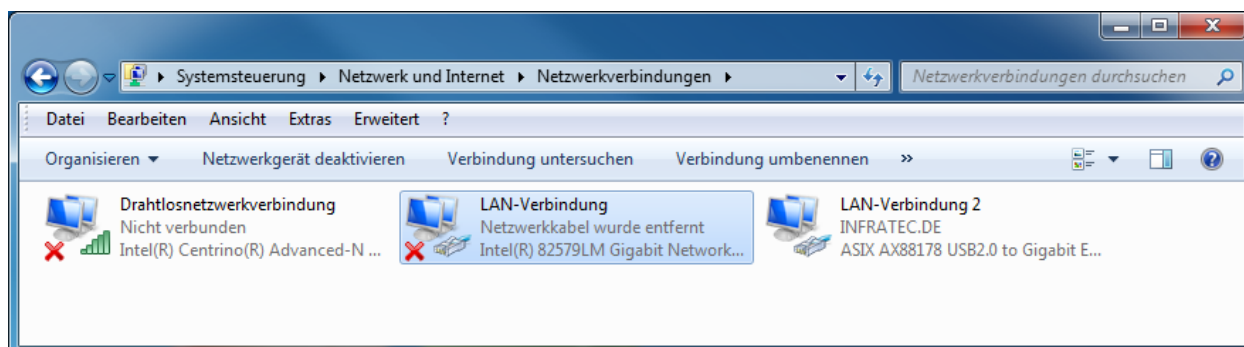 Systemsteuerung ▸ Netzwerk und Internet ▸ Netzwerkverbindungen ▸
Netzwerkverbindungen durchsuchen
Datei Bearbeiten Ansicht Extras Erweitert ?
Organisieren ▾ Netzwerkgerät deaktivieren Verbindung untersuchen Verbindung umbenennen »
Drahtlosnetzwerkverbindung
Nicht verbunden
Intel(R) Centrino(R) Advanced-N ...
LAN-Verbindung
Netzwerkkabel wurde entfernt
Intel(R) 82579LM Gigabit Network...
LAN-Verbindung 2
INFRATEC.DE
ASIX AX88178 USB2.0 to Gigabit E...